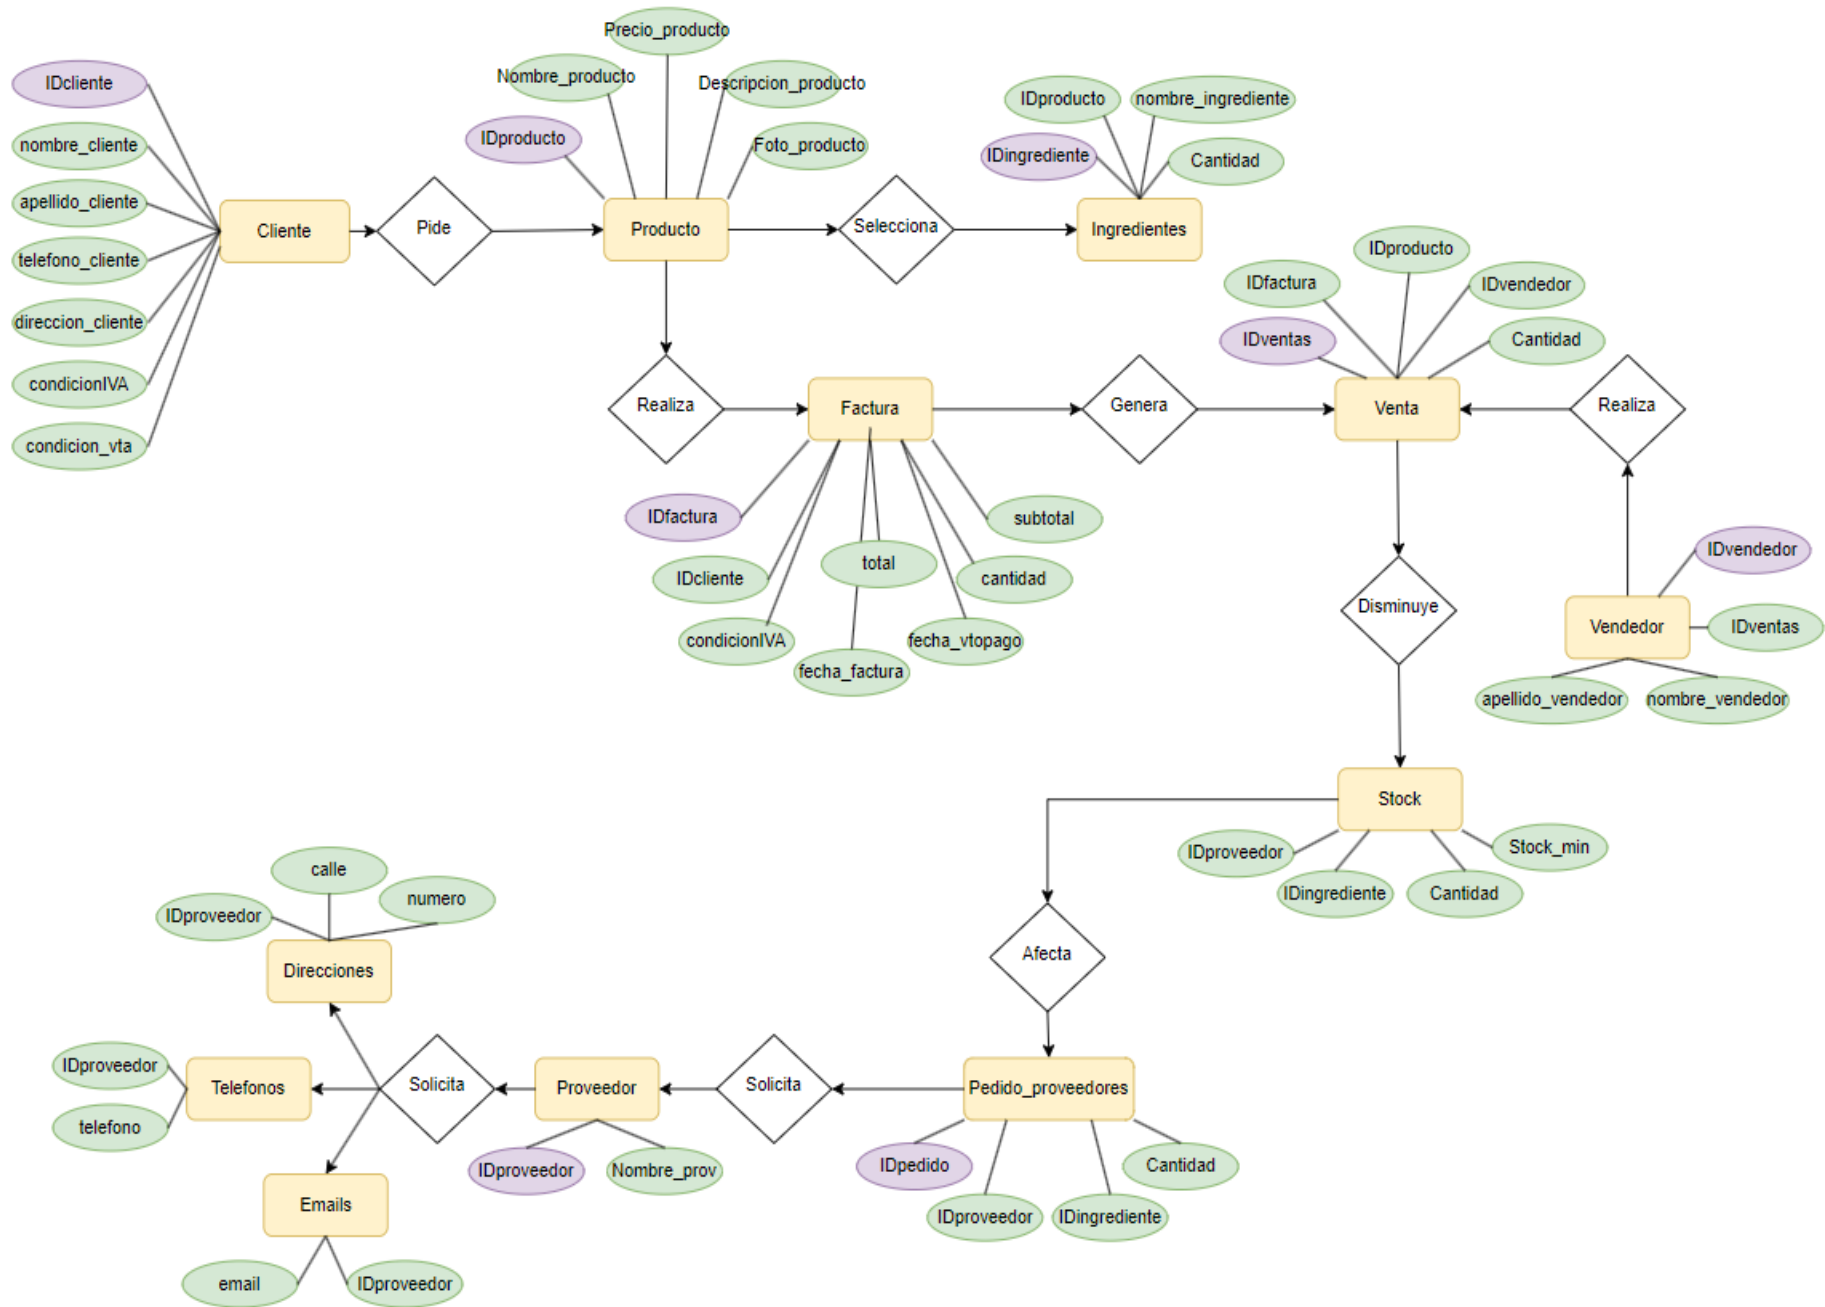 Precio_producto
Nombre_producto
Descripcion_producto
IDproducto
Foto_producto
IDcliente
nombre_cliente
apellido_cliente
telefono_cliente
direccion_cliente
condicionIVA
condicion_vta
Cliente
Pide
Producto
Selecciona
Ingredientes
IDproducto
nombre_ingrediente
IDingrediente
Cantidad
IDproducto
IDfactura
IDvendedor
IDventas
Cantidad
Realiza
Factura
Genera
Venta
Realiza
IDfactura
subtotal
IDcliente
total
cantidad
condicionIVA
fecha_vtopago
fecha_factura
Disminuye
IDvendedor
Vendedor
IDventas
apellido_vendedor
nombre_vendedor
Stock
IDproveedor
Stock_min
IDingrediente
Cantidad
Afecta
calle
numero
IDproveedor
Direcciones
IDproveedor
Telefonos
telefono
Solicita
Proveedor
Solicita
Pedido_proveedores
IDproveedor
Nombre_prov
IDpedido
Cantidad
IDproveedor
IDingrediente
Emails
email
IDproveedor